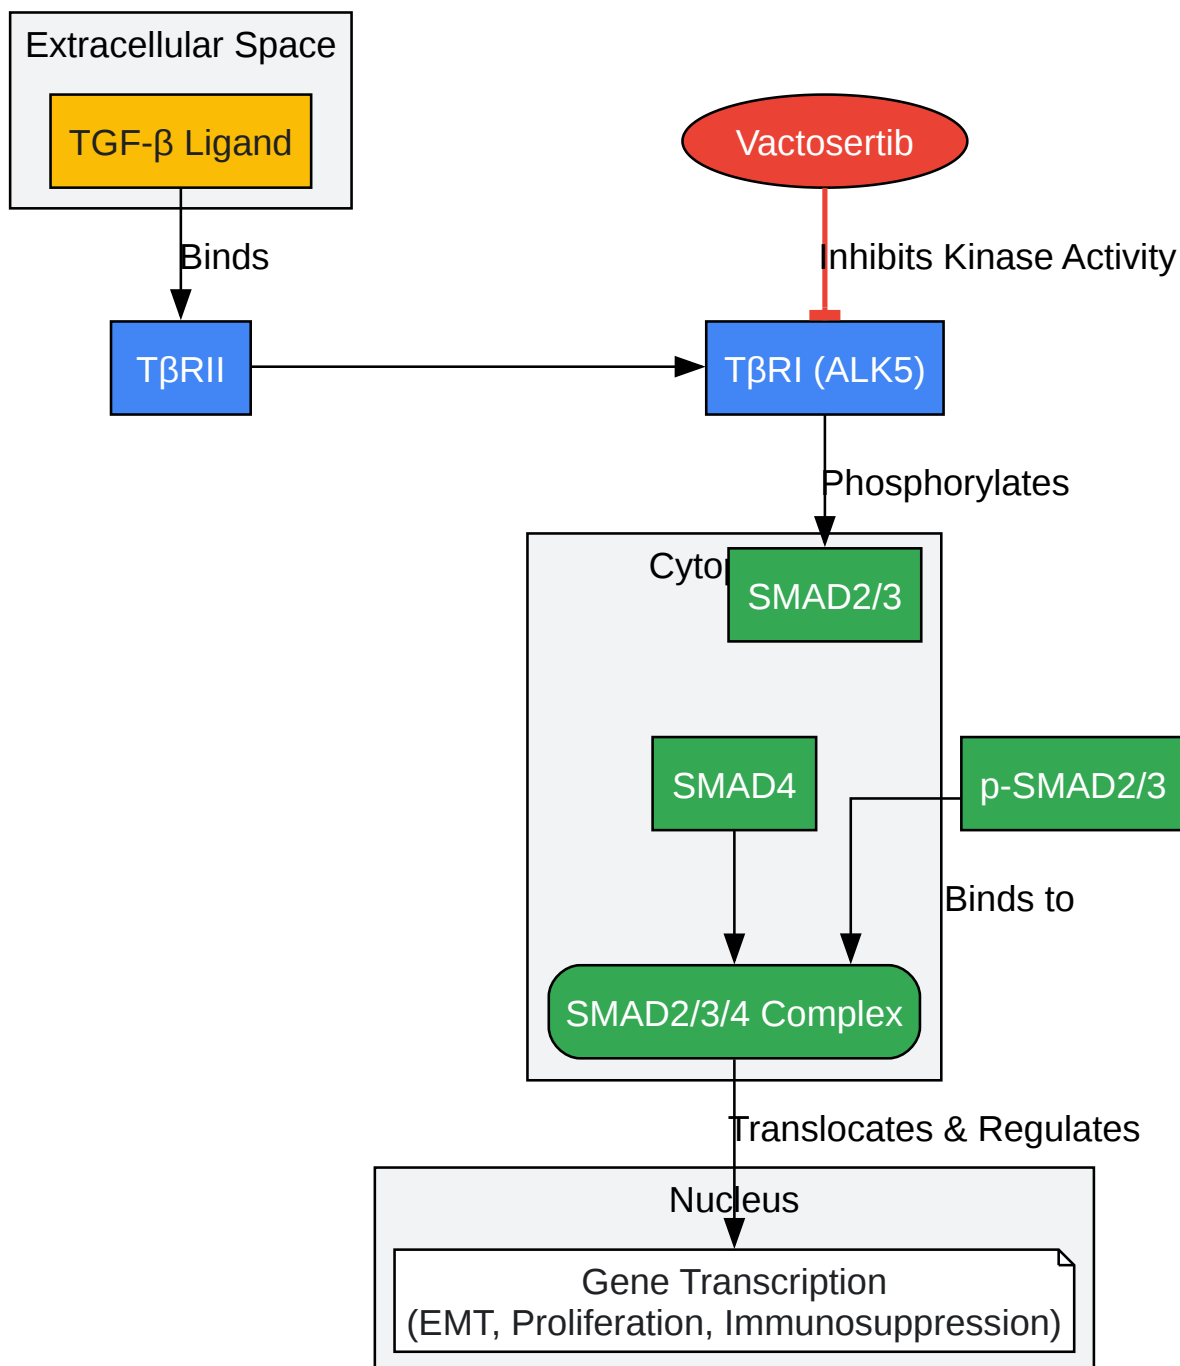 Extracellular Space
TGF-β Ligand
Vactosertib
Binds
Inhibits Kinase Activity
TβRII
TβRI (ALK5)
Phosphorylates
SMAD2/3
SMAD4
p-SMAD2/3
Binds to
SMAD2/3/4 Complex
Translocates & Regulates
Nucleus
Gene Transcription
(EMT, Proliferation, Immunosuppression)